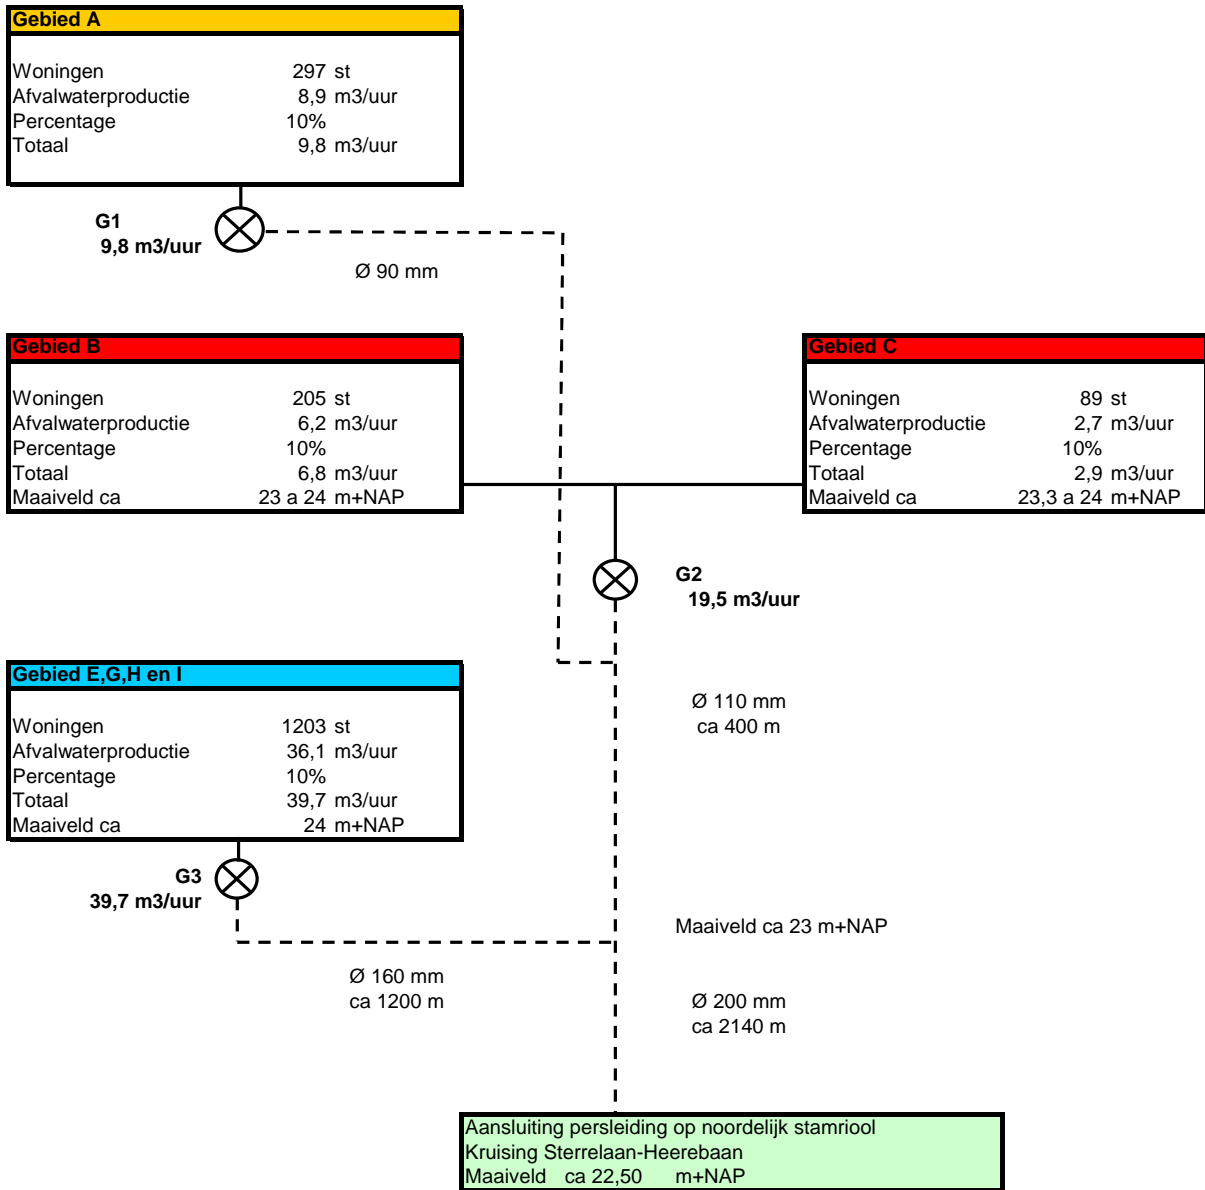 Gebied A
Woningen 297 st
Afvalwaterproductie 8,9 m3/uur
Percentage 10%
Totaal 9,8 m3/uur
G1
9,8 m3/uur
Ø 90 mm
Gebied B
Woningen 205 st
Afvalwaterproductie 6,2 m3/uur
Percentage 10%
Totaal 6,8 m3/uur
Maaiveld ca 23 a 24 m+NAP
Gebied C
Woningen 89 st
Afvalwaterproductie 2,7 m3/uur
Percentage 10%
Totaal 2,9 m3/uur
Maaiveld ca 23,3 a 24 m+NAP
G2
19,5 m3/uur
Gebied E,G,H en I
Woningen 1203 st
Afvalwaterproductie 36,1 m3/uur
Percentage 10%
Totaal 39,7 m3/uur
Maaiveld ca 24 m+NAP
Ø 110 mm
ca 400 m
G3
39,7 m3/uur
Maaiveld ca 23 m+NAP
Ø 160 mm
ca 1200 m
Ø 200 mm
ca 2140 m
Aansluiting persleiding op noordelijk stamriool
Kruising Sterrelaan-Heerebaan
Maaiveld ca 22,50 m+NAP